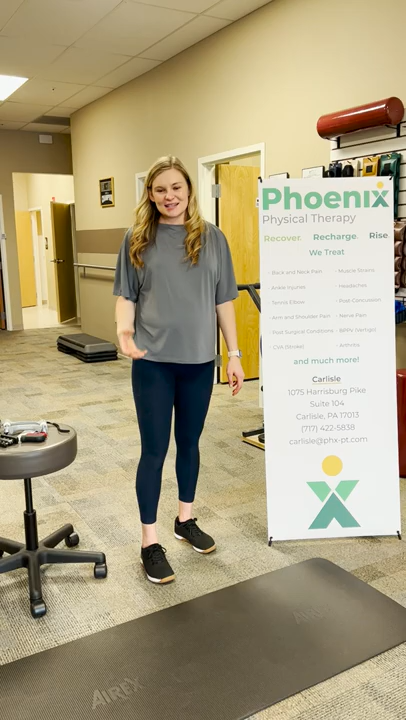 Phoenix
Physical Therapy
Recover. Recharge. Rise.
We Treat
- Back and Neck Pain
- Muscle Strains
- Ankle Injuries
- Headaches
- Tennis Elbow
- Post Concussion
- Arm and Shoulder Pain
- Nerve Pain
- Post Surgical Conditions
- BPPV (Vertigo)
- CVA (Stroke)
- Arthritis
and much more!
Carlisle
1075 Harrisburg Pike
Suite 104
Carlisle, PA 17013
(717) 422-5838
carlisle@phx-pt.com
AIREX
AIREX